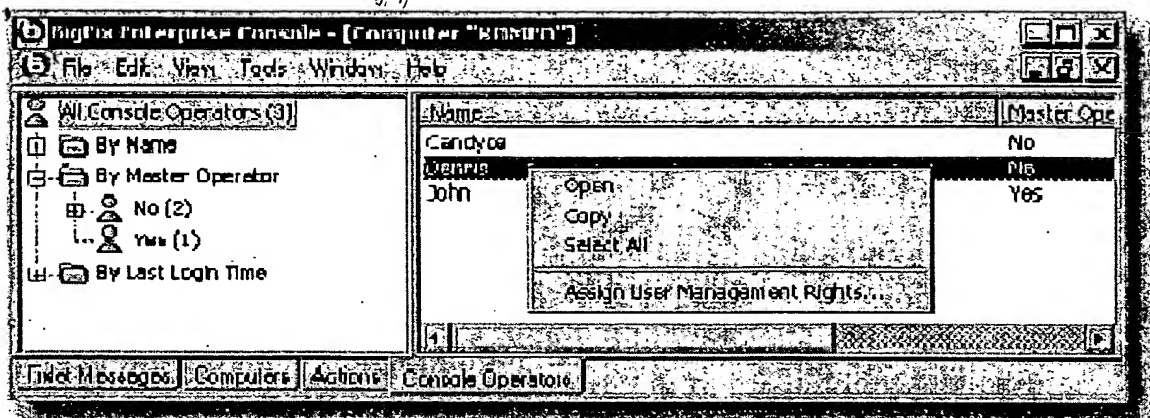 BigFix Enterprise Console - [Computer
File Edit View Tools Window Help
All Console Operators (3)
By Name
By Master Operator
No (2)
Yes (1)
By Last Login Time
Name Master Ope
Candyce No
Dennis No
John Yes
Open
Copy
Select All
Assign User Management Rights...
Fixlet Messages Computers Actions Console Operators